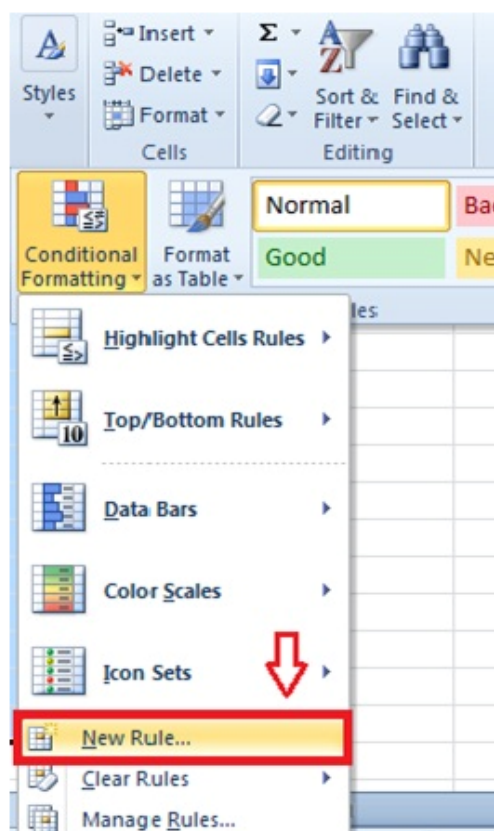 Styles
Insert
Delete
Format
Cells
Σ
A
Z
Sort &
Filter
Find &
Select
Editing
Conditional
Formatting
Format
as Table
Normal
Good
Highlight Cells Rules
Top/Bottom Rules
10
Data Bars
Color Scales
Icon Sets
New Rule...
Clear Rules
Manage Rules...